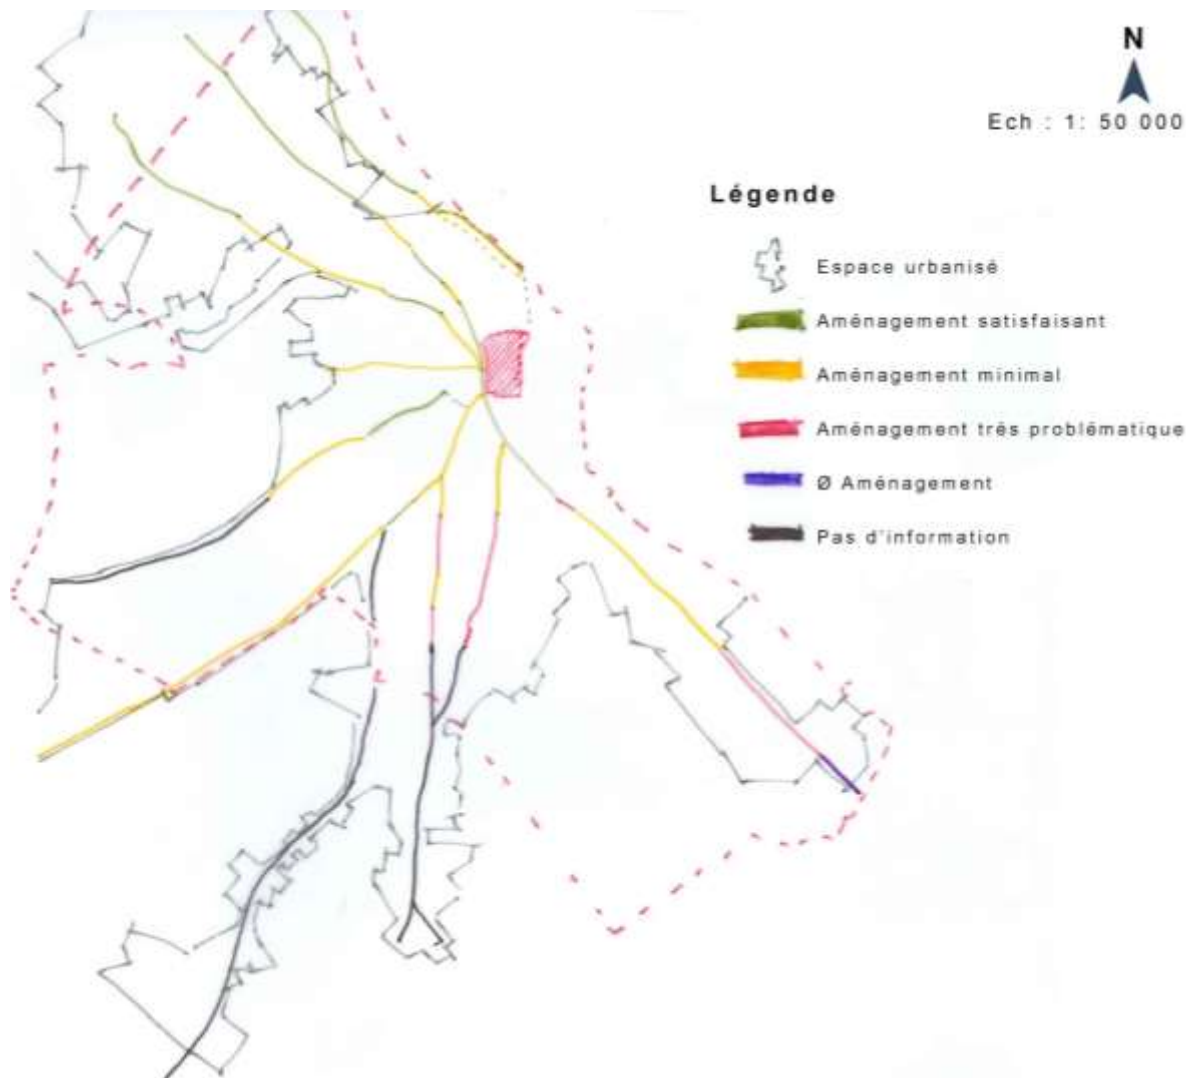 N
Ech : 1: 50 000
Légende
Espace urbanisé
Aménagement satisfaisant
Aménagement minimal
Aménagement très problématique
Ø Aménagement
Pas d'information